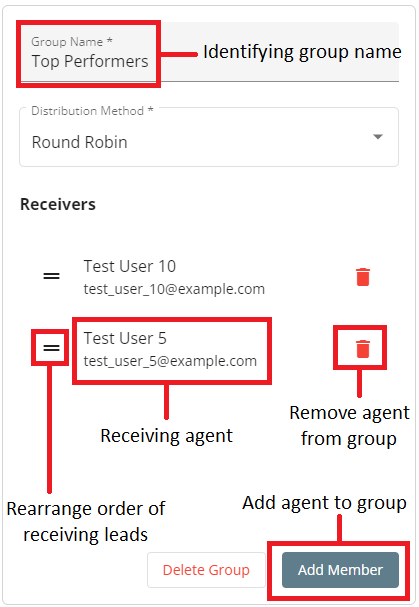 Group Name *
Top Performers
Identifying group name
Distribution Method *
Round Robin
Receivers
Test User 10
test_user_10@example.com
Test User 5
test_user_5@example.com
Receiving agent
Remove agent
from group
Rearrange order of
receiving leads
Add agent to group
Delete Group
Add Member